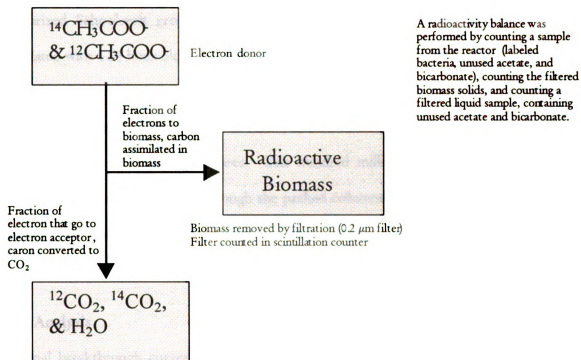 ¹⁴CH₃COO-
& ¹²CH₃COO-
Electron donor
A radioactivity balance was
performed by counting a sample
from the reactor (labeled
bacteria, unused acetate, and
bicarbonate), counting the filtered
biomass solids, and counting a
filtered liquid sample, containing
unused acetate and bicarbonate.
Fraction of
electrons to
biomass, carbon
assimilated in
biomass
Radioactive
Biomass
Biomass removed by filtration (0.2 μm filter)
Filter counted in scintillation counter
Fraction of
electron that go to
electron acceptor,
caron converted to
CO₂
¹²CO₂, ¹⁴CO₂,
& H₂O